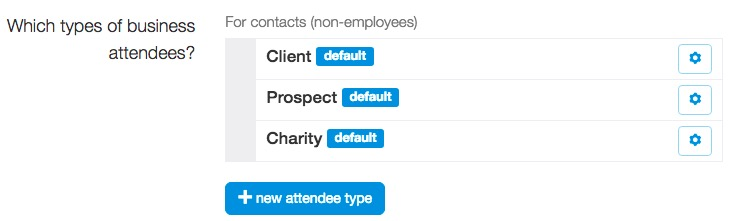 Which types of business
attendees?
For contacts (non-employees)
Client default
Prospect default
Charity default
+ new attendee type